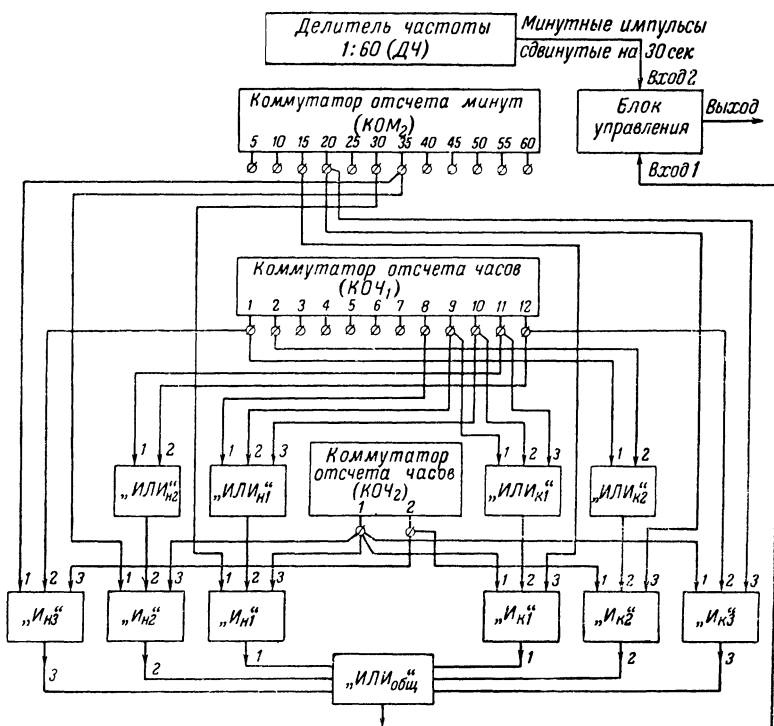 Делитель частоты
1:60 (ДЧ)
Минутные импульсы
сдвинутые на 30 сек
Вход 2
Блок
управления
Выход
Вход 1
Коммутатор отсчета минут
(КОМ₂)
5 10 15 20 25 30 35 40 45 50 55 60
Коммутатор отсчета часов
(КОЧ₁)
1 2 3 4 5 6 7 8 9 10 11 12
1 2 1 2 3 1 2 3 1 2
„ИЛИн2“
„ИЛИн1“
Коммутатор
отсчета часов
(КОЧ₂)
1 2
„ИЛИк1“
„ИЛИк2“
1 2 3 1 2 3 1 2 3 1 2 3 1 2 3 1 2 3
„Ин3“ „Ин2“ „Ин1“ „Ик1“ „Ик2“ „Ик3“
3 2 1 1 2 3
„ИЛИобщ“